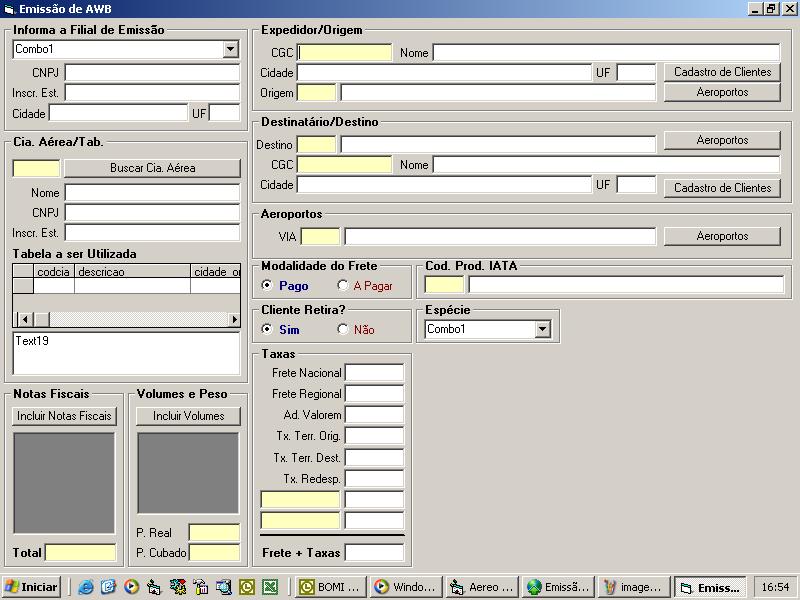 Emissão de AWB
Informa a Filial de Emissão
Combo1
CNPJ
Inscr. Est.
Cidade UF
Cia. Aérea/Tab.
Buscar Cia. Aérea
Nome
CNPJ
Inscr. Est.
Tabela a ser Utilizada
codcia descricao cidade_or
Text19
Notas Fiscais
Incluir Notas Fiscais
Total
Volumes e Peso
Incluir Volumes
P. Real
P. Cubado
Expedidor/Origem
CGC Nome
Cidade UF Cadastro de Clientes
Origem Aeroportos
Destinatário/Destino
Destino Aeroportos
CGC Nome
Cidade UF Cadastro de Clientes
Aeroportos
VIA Aeroportos
Modalidade do Frete
Pago A Pagar
Cod. Prod. IATA
Cliente Retira?
Sim Não
Espécie
Combo1
Taxas
Frete Nacional
Frete Regional
Ad. Valorem
Tx. Terr. Orig.
Tx. Terr. Dest.
Tx. Redesp.
Frete + Taxas
Iniciar BOMI ... Windo... Aereo ... Emissã... image... Emiss... 16:54